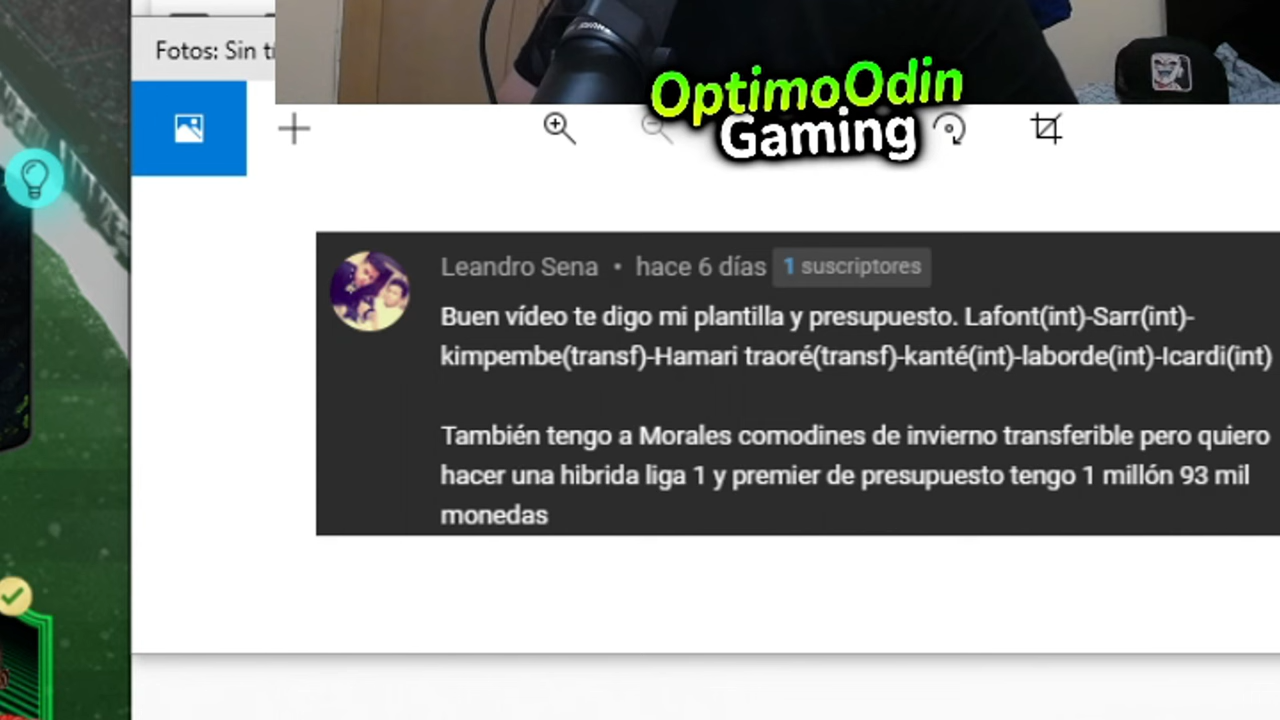 Fotos: Sin tí
OptimoOdin
Gaming
Leandro Sena • hace 6 días 1 suscriptores
Buen vídeo te digo mi plantilla y presupuesto. Lafont(int)-Sarr(int)-
kimpembe(transf)-Hamari traoré(transf)-kanté(int)-laborde(int)-Icardi(int)
También tengo a Morales comodines de invierno transferible pero quiero
hacer una hibrida liga 1 y premier de presupuesto tengo 1 millón 93 mil
monedas